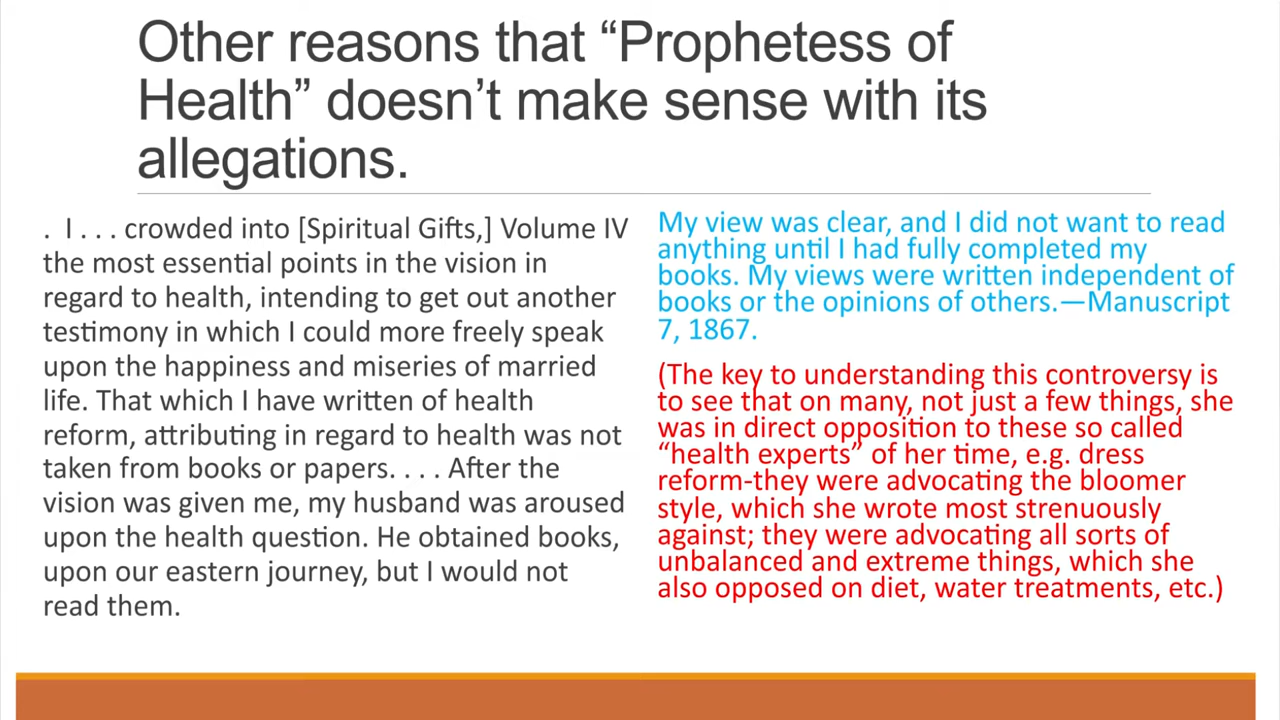 Other reasons that “Prophetess of
Health” doesn’t make sense with its
allegations.
. I . . . crowded into [Spiritual Gifts,] Volume IV
the most essential points in the vision in
regard to health, intending to get out another
testimony in which I could more freely speak
upon the happiness and miseries of married
life. That which I have written of health
reform, attributing in regard to health was not
taken from books or papers. . . . After the
vision was given me, my husband was aroused
upon the health question. He obtained books,
upon our eastern journey, but I would not
read them.
My view was clear, and I did not want to read
anything until I had fully completed my
books. My views were written independent of
books or the opinions of others.—Manuscript
7, 1867.
(The key to understanding this controversy is
to see that on many, not just a few things, she
was in direct opposition to these so called
“health experts” of her time, e.g. dress
reform-they were advocating the bloomer
style, which she wrote most strenuously
against; they were advocating all sorts of
unbalanced and extreme things, which she
also opposed on diet, water treatments, etc.)